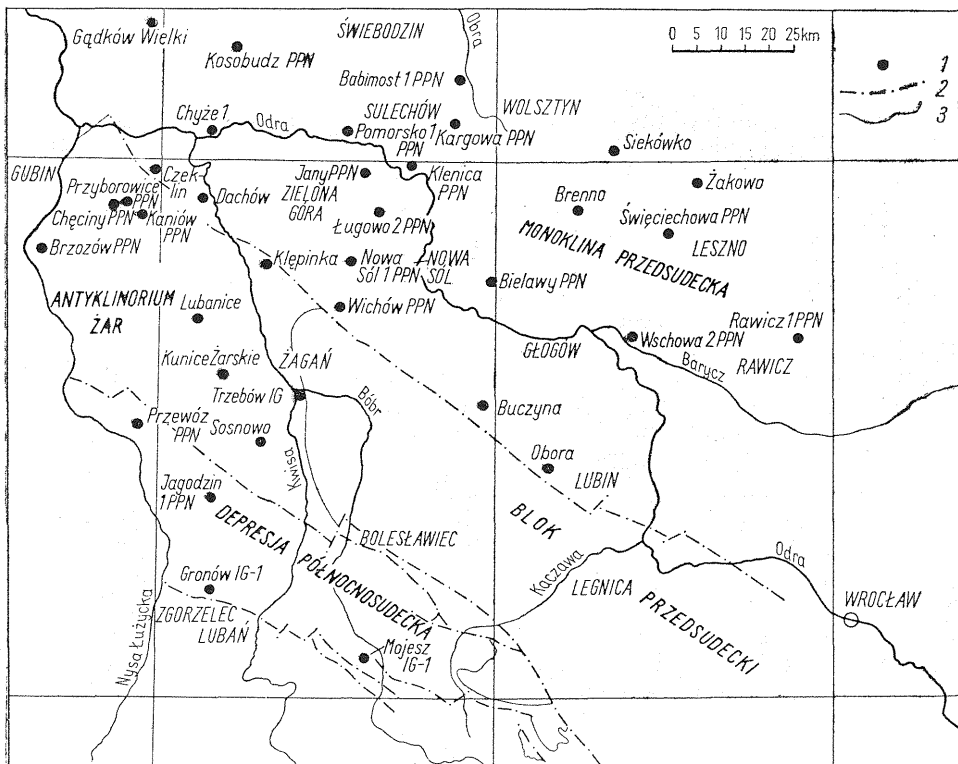 Gądków Wielki
Kosobudz PPN
ŚWIEBODZIN
Obra
0 5 10 15 20 25km
1
2
3
Babimost 1 PPN
WOLSZTYN
Chyże 1
Odra
SULECHÓW
Pomorsko 1
PPN
Kargowa PPN
Siekówko
GUBIN
Czek-
lin
Jany PPN
Klenica
PPN
Żakowo
Przyborowice
PPN
Dachów
ZIELONA
GÓRA
Brenno
Chęciny PPN
Kaniów
PPN
Ługowo 2 PPN
Święciechowa PPN
Brzozów PPN
Klępinka
Nowa
Sól 1 PPN
NOWA
SÓL
MONOKLINA PRZEDSUDECKA
LESZNO
Bielawy PPN
ANTYKLINORIUM
ŻAR
Lubanice
Wichów PPN
Rawicz 1 PPN
Wschowa 2 PPN
GŁOGÓW
RAWICZ
Barycz
Kunice Żarskie
ŻAGAŃ
Trzebów IG
Bóbr
Buczyna
Przewóz
PPN
Sosnowo
Kwisa
Obora
LUBIN
Jagodzin
1 PPN
DEPRESJA PÓŁNOCNOSUDECKA
BOLESŁAWIEC
BLOK PRZEDSUDECKI
Kaczawa
Odra
Gronów IG-1
LEGNICA
WROCŁAW
ZGORZELEC
LUBAŃ
Nysa Łużycka
Mojesz
IG-1